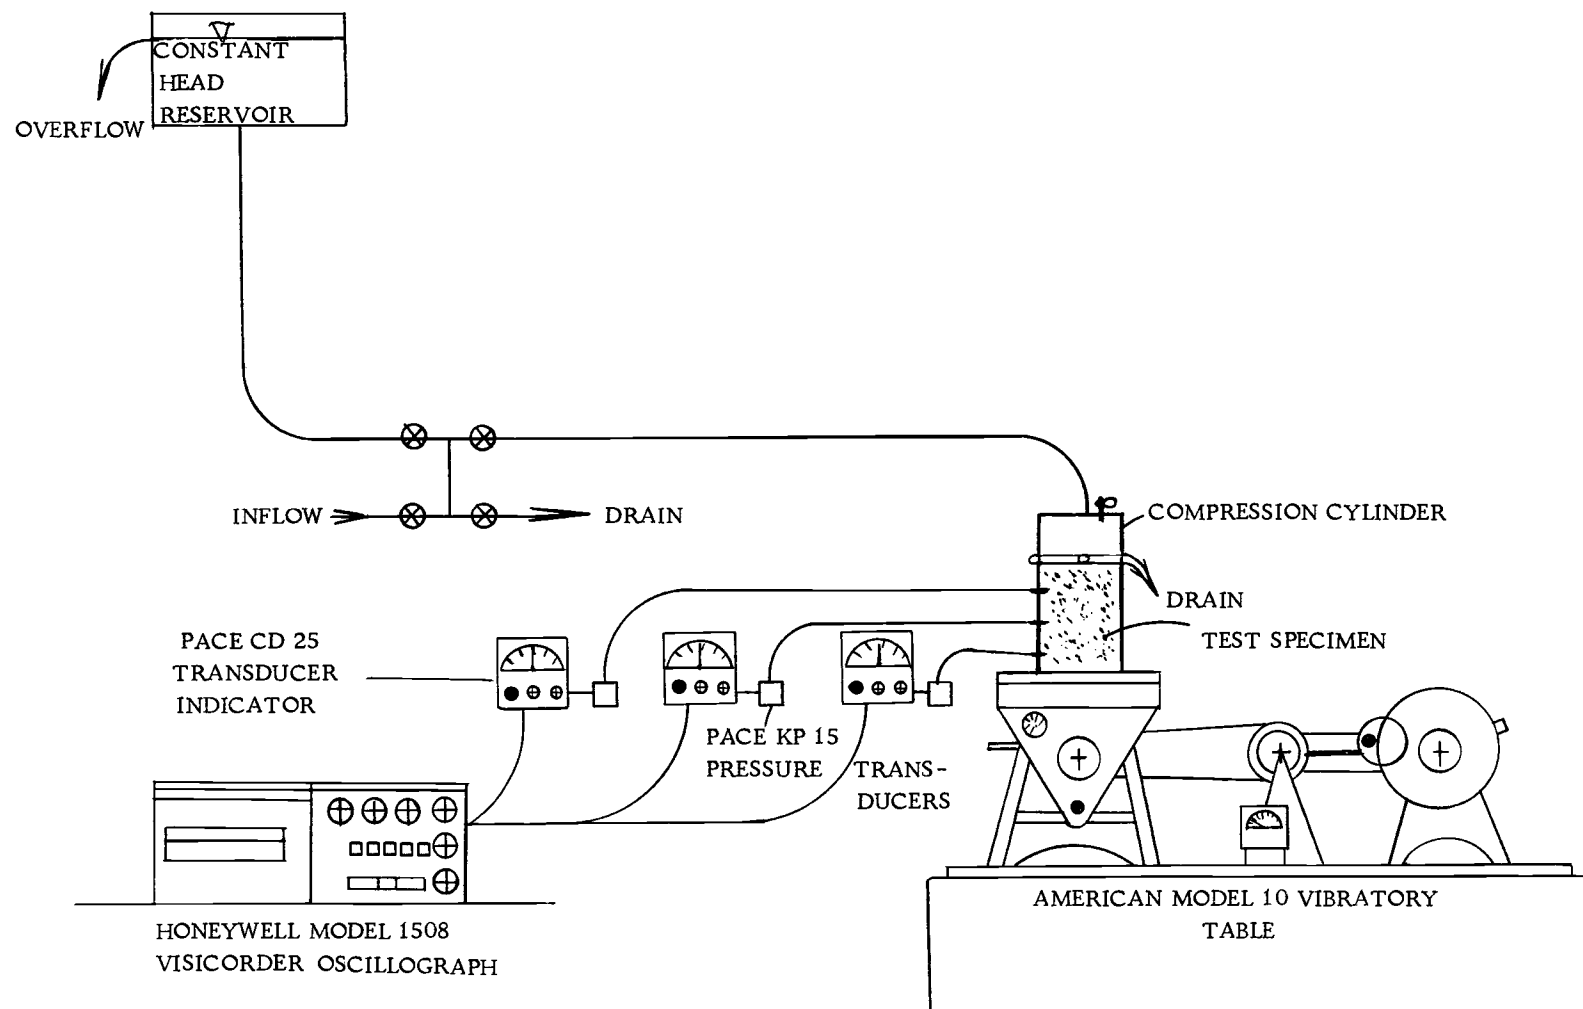 CONSTANT
HEAD
RESERVOIR
OVERFLOW
INFLOW
DRAIN
COMPRESSION CYLINDER
DRAIN
TEST SPECIMEN
PACE CD 25
TRANSDUCER
INDICATOR
PACE KP 15
PRESSURE TRANS-
DUCERS
AMERICAN MODEL 10 VIBRATORY
TABLE
HONEYWELL MODEL 1508
VISICORDER OSCILLOGRAPH